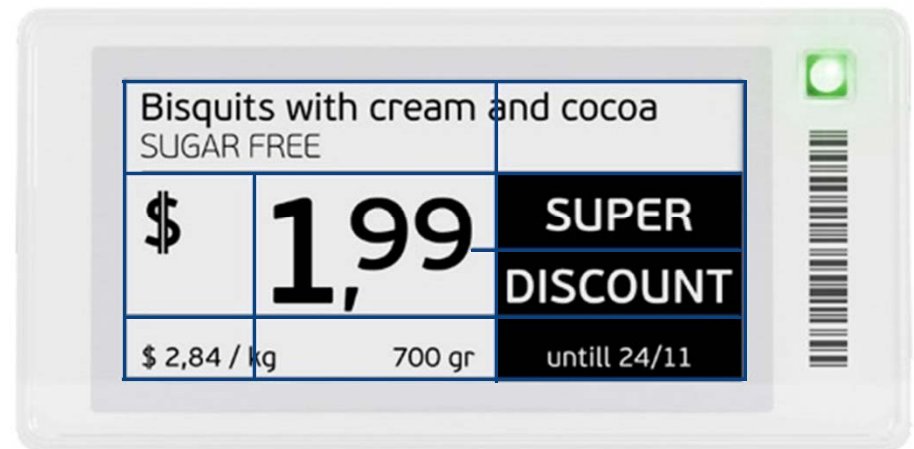 Bisquits with cream and cocoa
SUGAR FREE
$ 1,99
SUPER
DISCOUNT
$ 2,84 / kg 700 gr untill 24/11